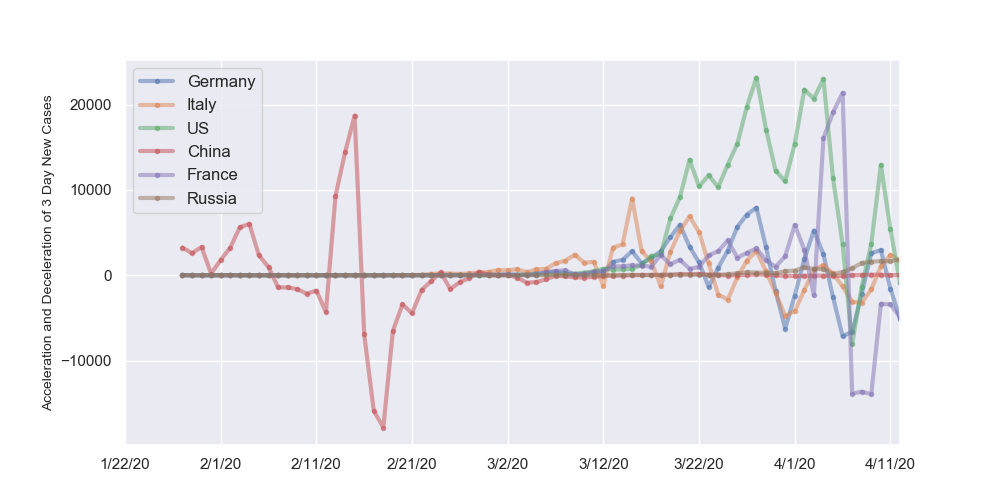 Acceleration and Deceleration of 3 Day New Cases
20000
10000
0
−10000
Germany
Italy
US
China
France
Russia
1/22/20 2/1/20 2/11/20 2/21/20 3/2/20 3/12/20 3/22/20 4/1/20 4/11/20